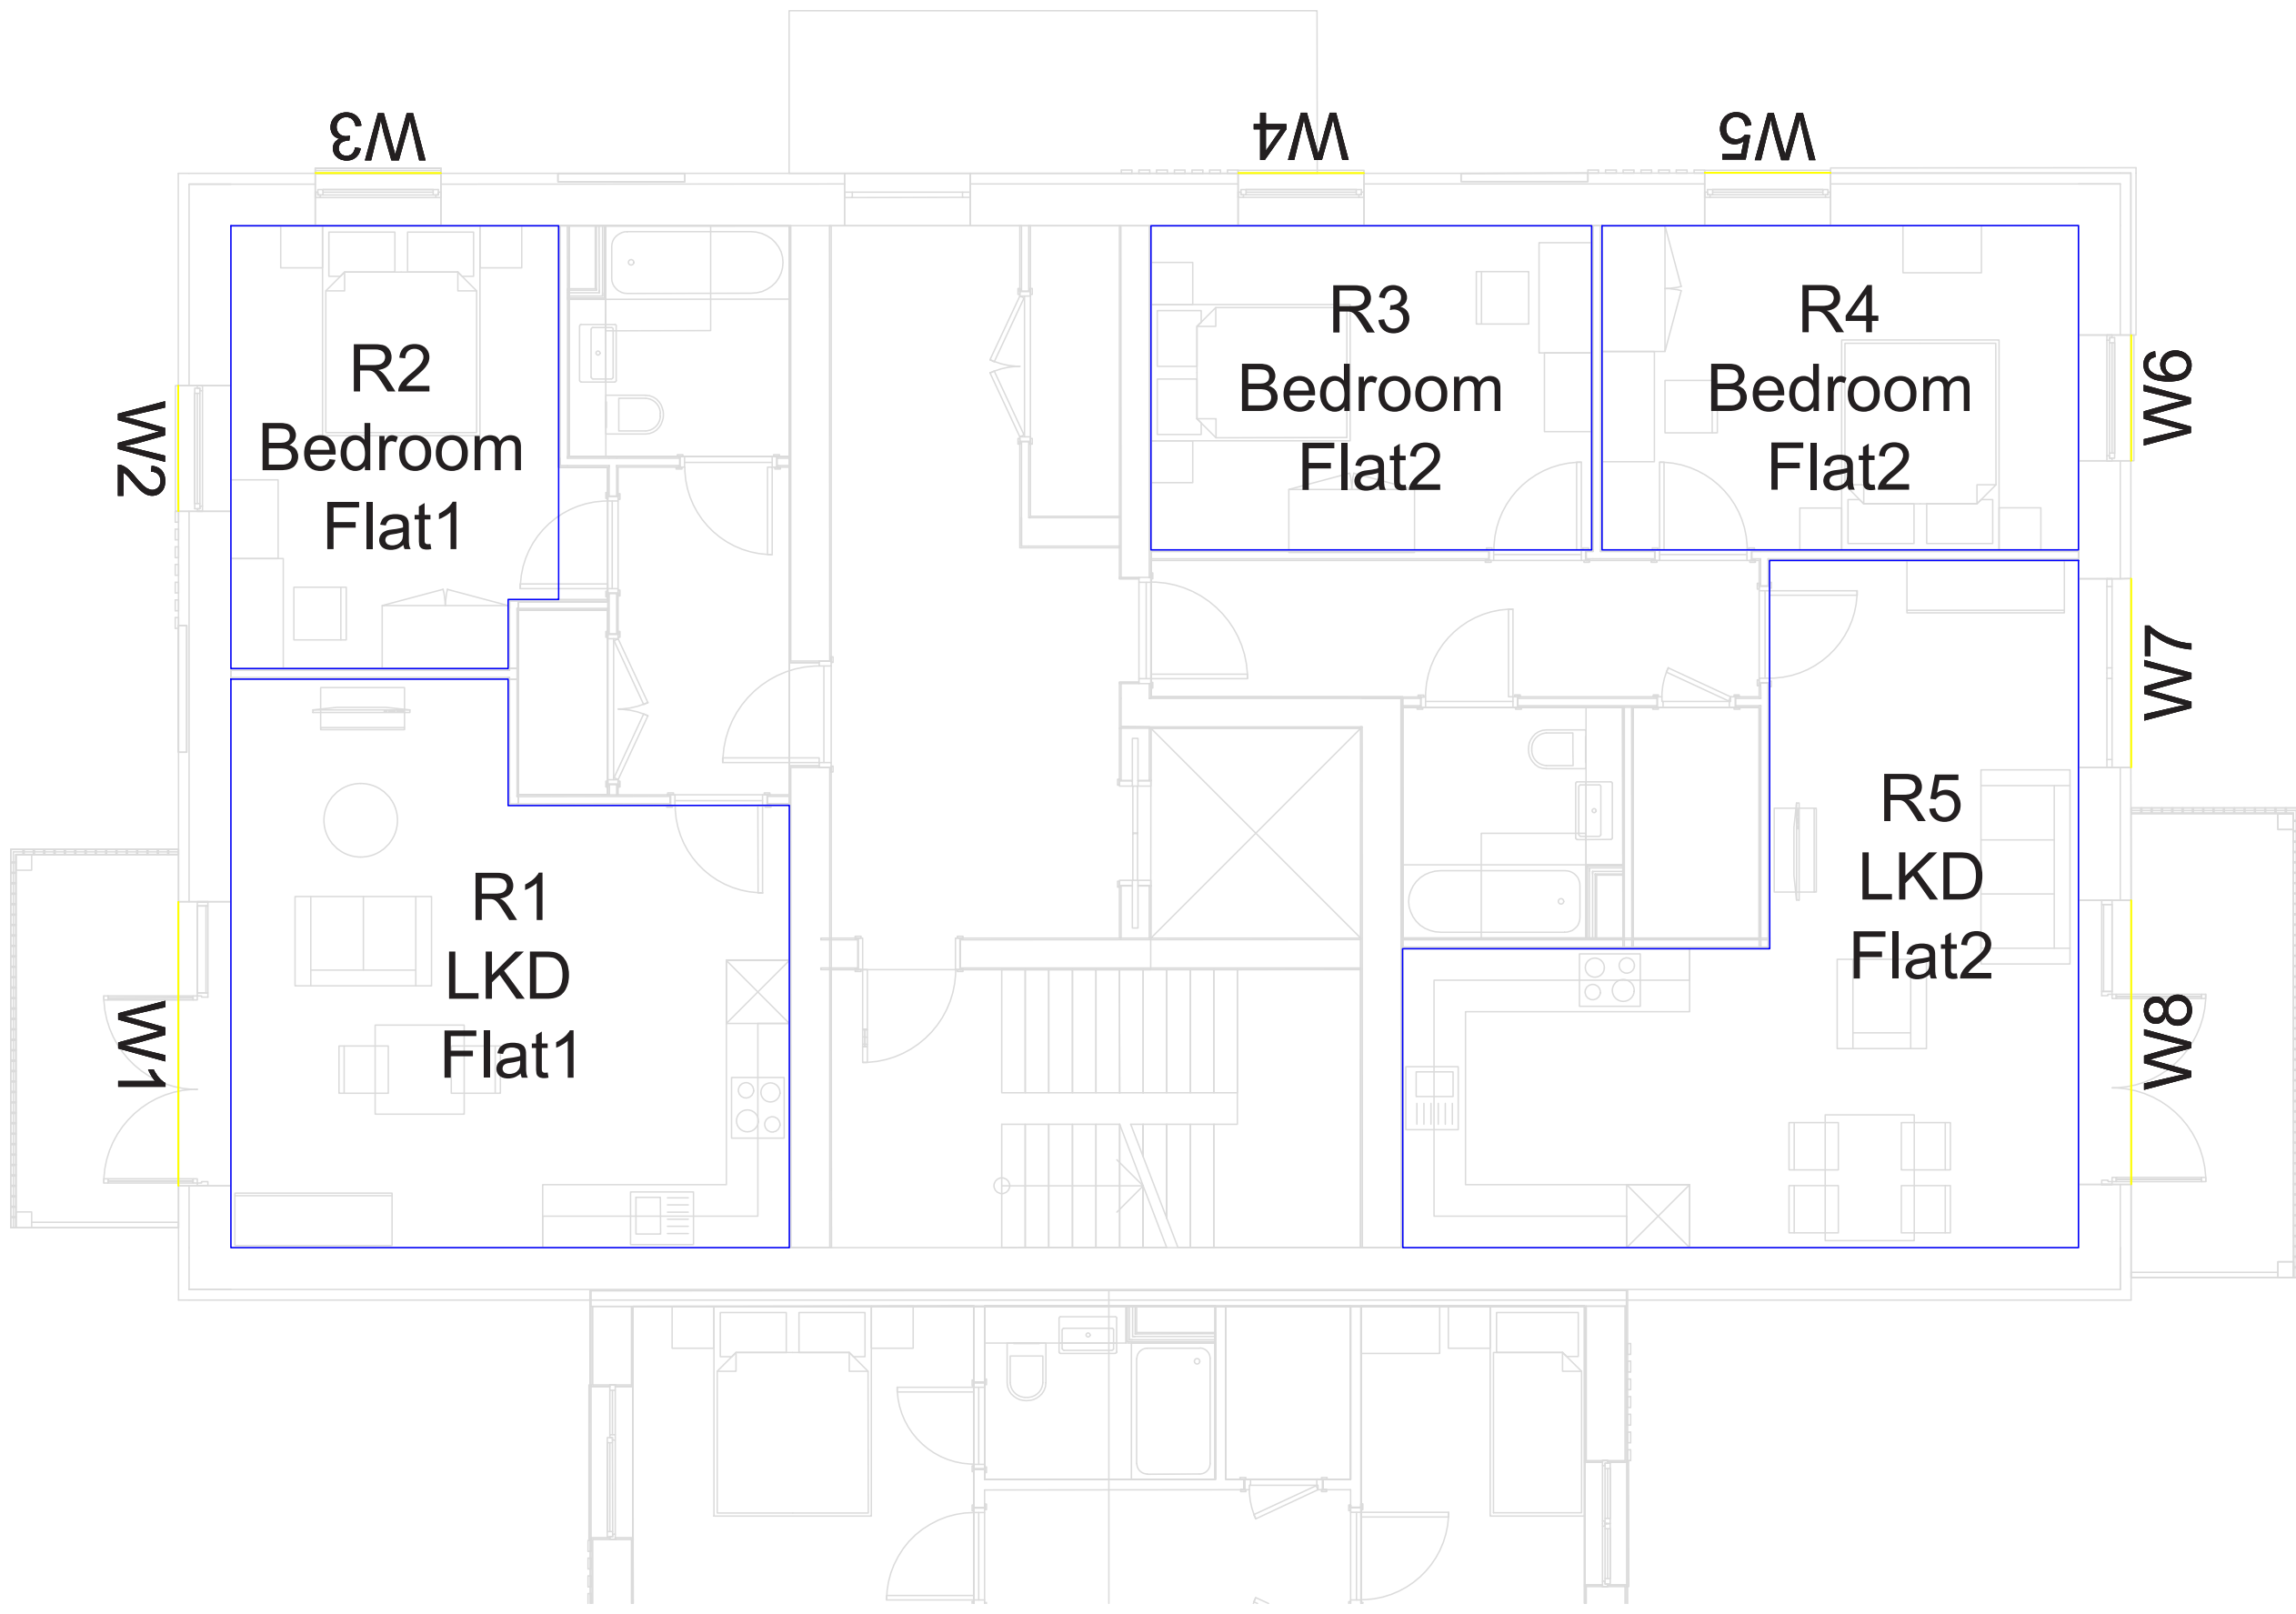 W3
W4
W5
R2
Bedroom
Flat1
R3
Bedroom
Flat2
R4
Bedroom
Flat2
W2
W6
W7
R1
LKD
Flat1
R5
LKD
Flat2
W1
W8